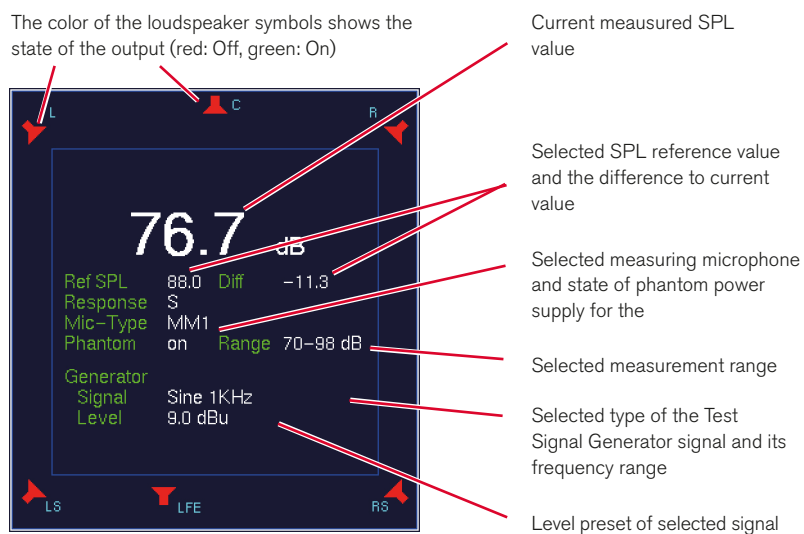 The color of the loudspeaker symbols shows the
state of the output (red: Off, green: On)
Current meausured SPL
value
L
C
R
Selected SPL reference value
and the difference to current
value
76.7 dB
Ref SPL 88.0 Diff -11.3
Response S
Mic-Type MM1
Phantom on Range 70-98 dB
Selected measuring microphone
and state of phantom power
supply for the
Selected measurement range
Generator
Signal Sine 1KHz
Level 9.0 dBu
Selected type of the Test
Signal Generator signal and its
frequency range
LS
LFE
RS
Level preset of selected signal